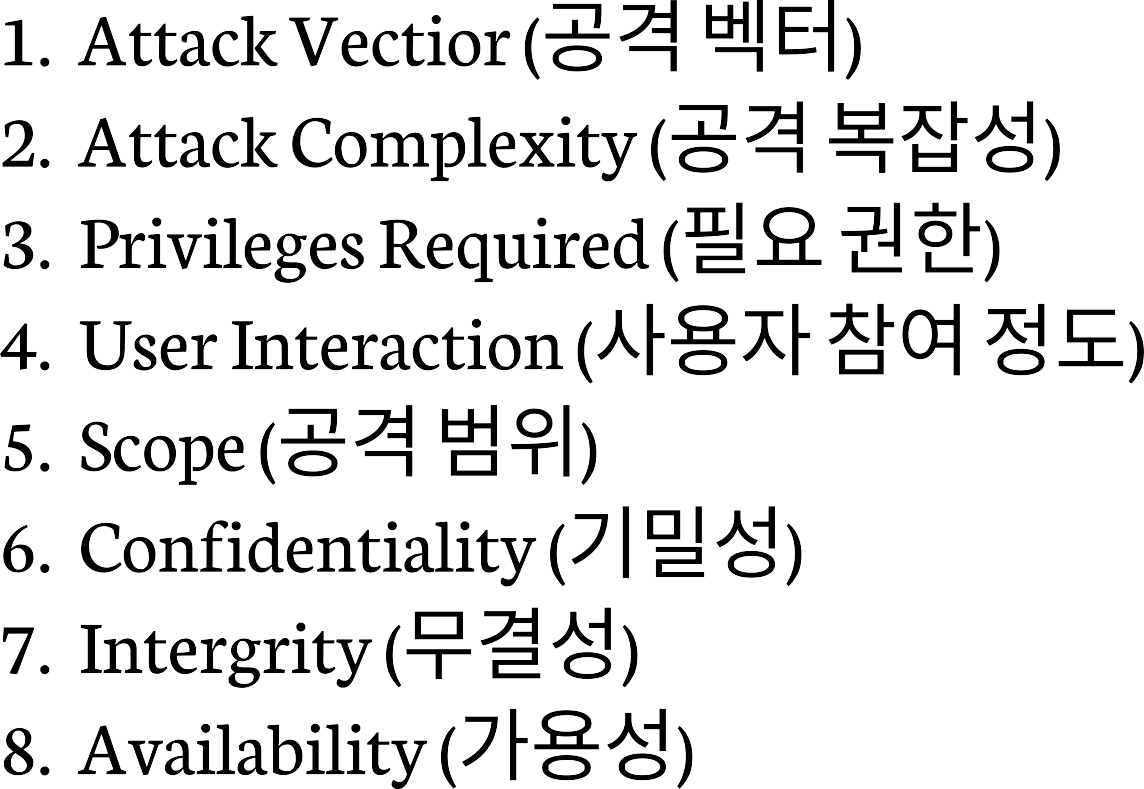 1. Attack Vectior (공격 벡터)
2. Attack Complexity (공격 복잡성)
3. Privileges Required (필요 권한)
4. User Interaction (사용자 참여 정도)
5. Scope (공격 범위)
6. Confidentiality (기밀성)
7. Intergrity (무결성)
8. Availability (가용성)